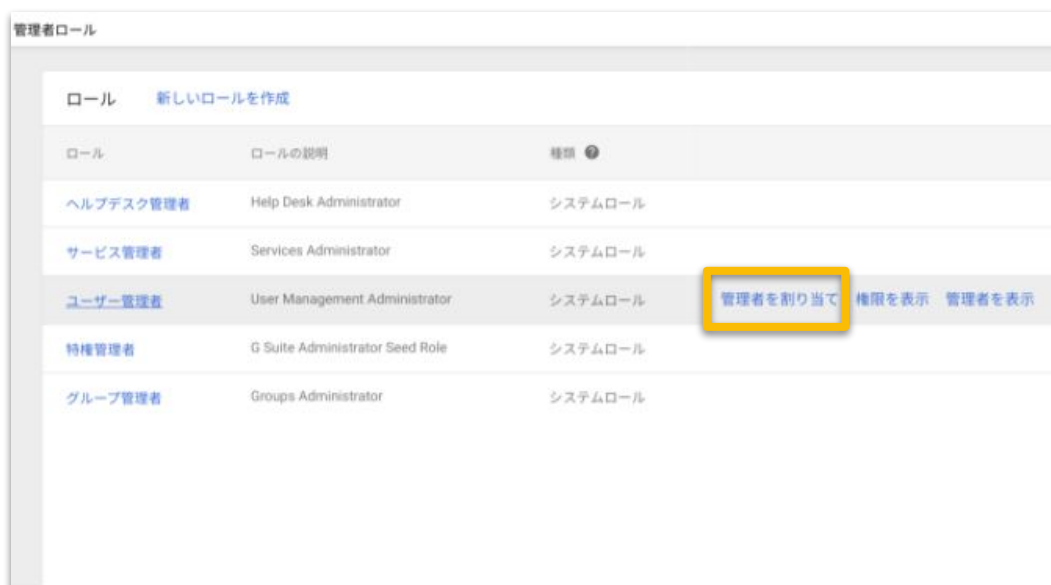 管理者ロール
ロール 新しいロールを作成
ロール ロールの説明 種類
ヘルプデスク管理者 Help Desk Administrator システムロール
サービス管理者 Services Administrator システムロール
ユーザー管理者 User Management Administrator システムロール 管理者を割り当て 権限を表示 管理者を表示
特権管理者 G Suite Administrator Seed Role システムロール
グループ管理者 Groups Administrator システムロール